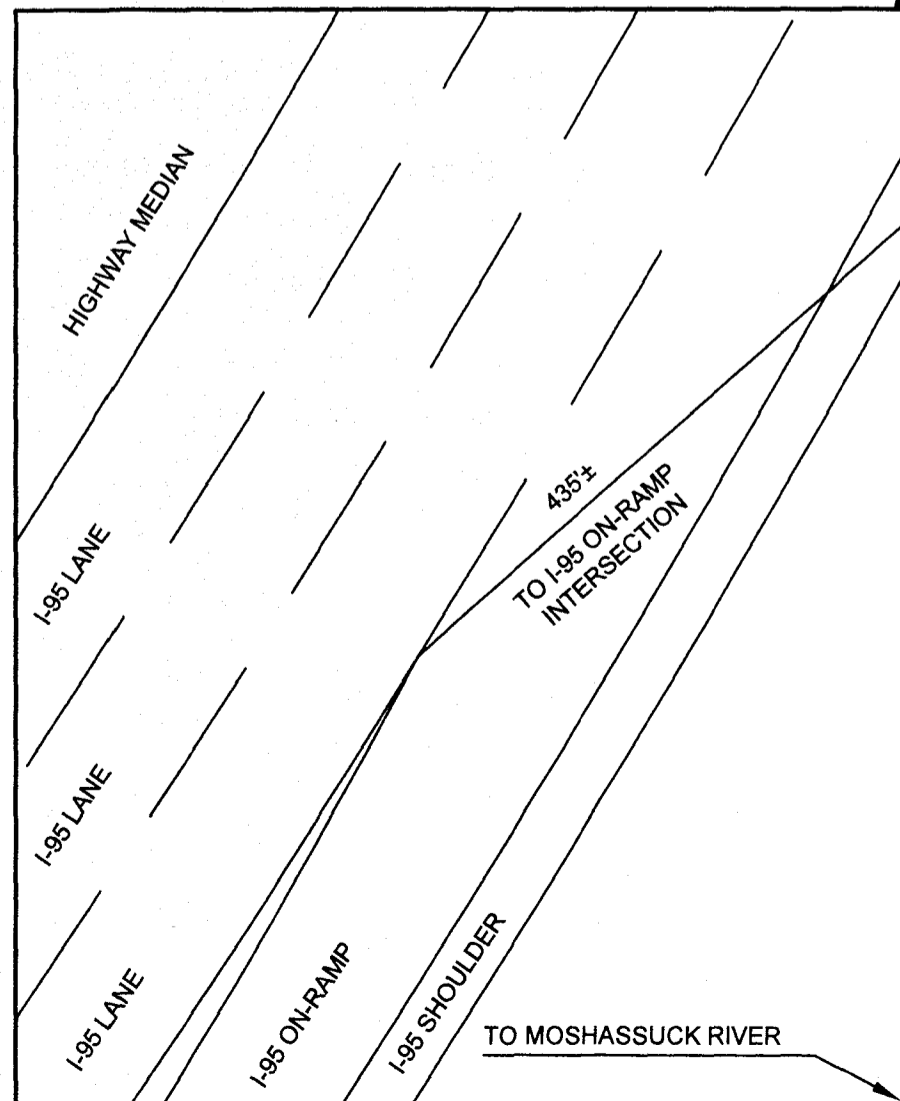 HIGHWAY MEDIAN
I-95 LANE
435'±
TO I-95 ON-RAMP
INTERSECTION
I-95 LANE
I-95 LANE
I-95 ON-RAMP
I-95 SHOULDER
TO MOSHASSUCK RIVER